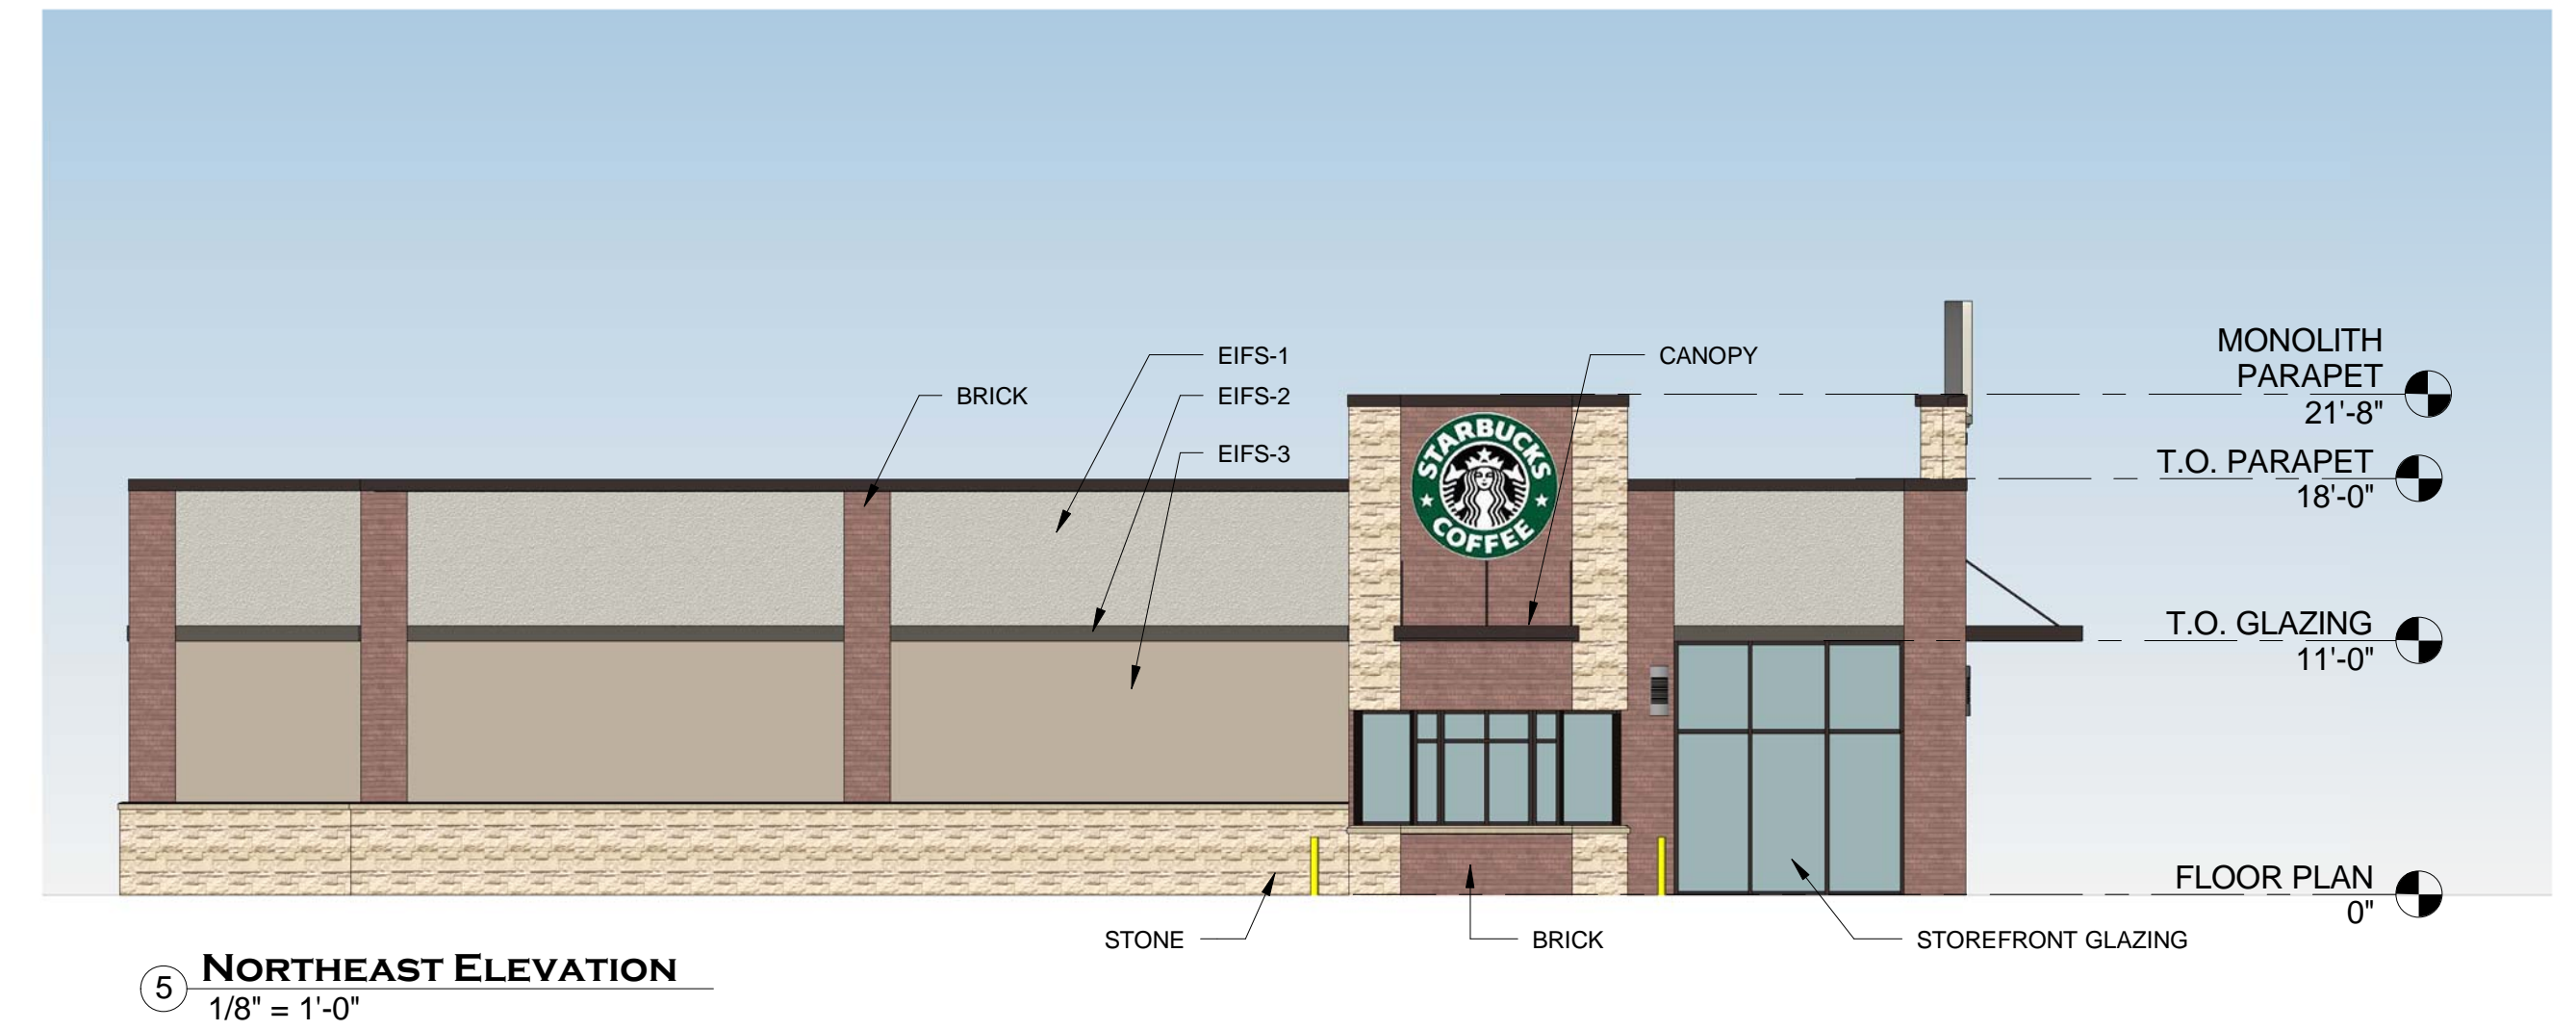 MONOLITH
PARAPET
21'-8"
EIFS-1
CANOPY
BRICK
EIFS-2
EIFS-3
STARBUCKS
COFFEE
T.O. PARAPET
18'-0"
T.O. GLAZING
11'-0"
FLOOR PLAN
0"
STONE
BRICK
STOREFRONT GLAZING
5
NORTHEAST ELEVATION
1/8" = 1'-0"